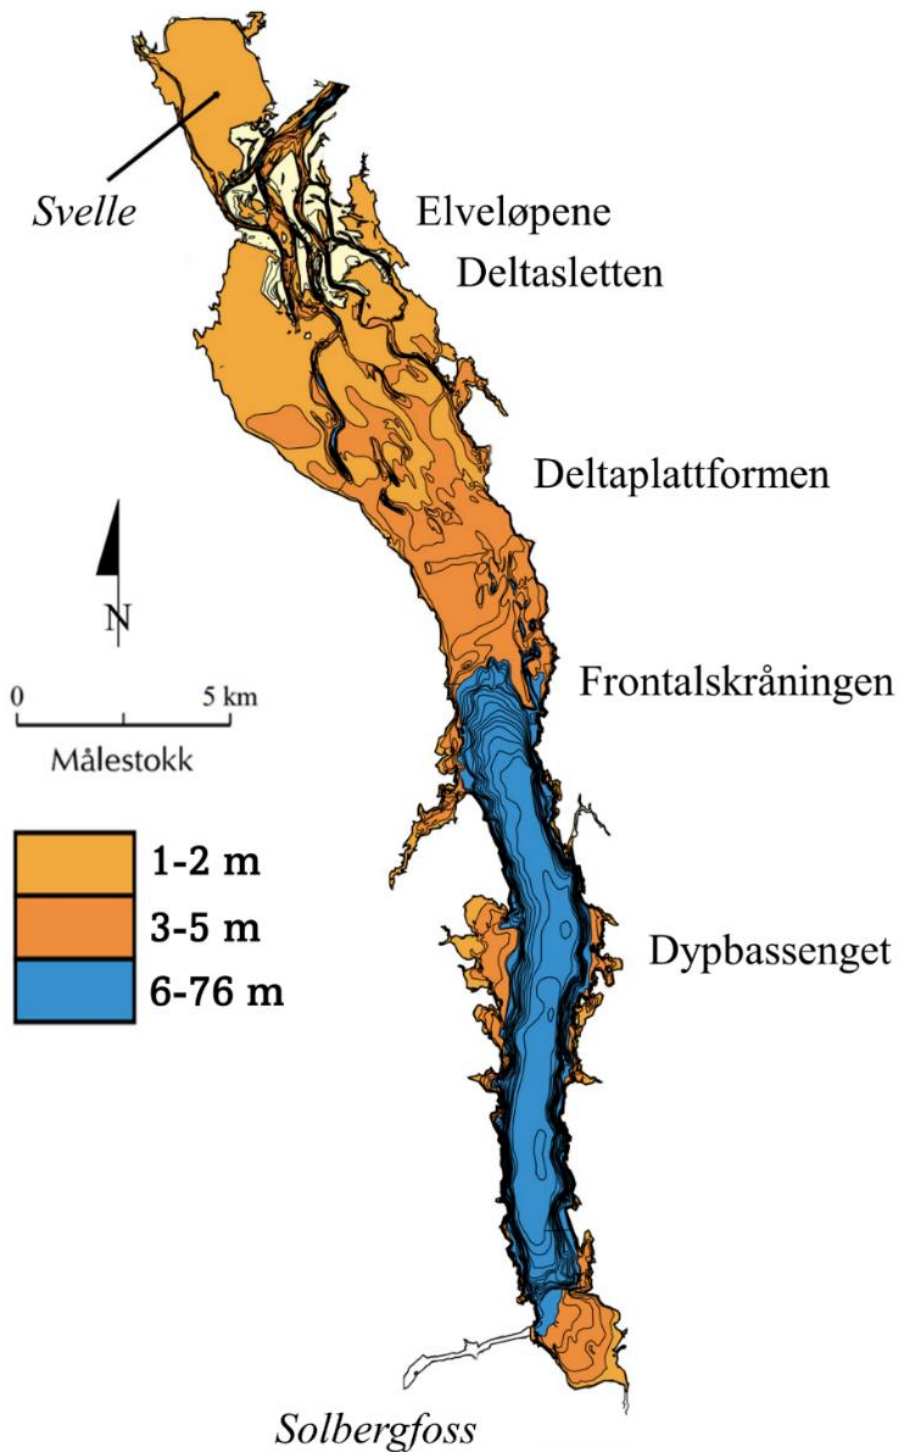 Svelle
Elveløpene
Deltasletten
Deltaplattformen
N
Frontalskråningen
0 5 km
Målestokk
1-2 m
3-5 m
6-76 m
Dypbassenget
Solbergfoss